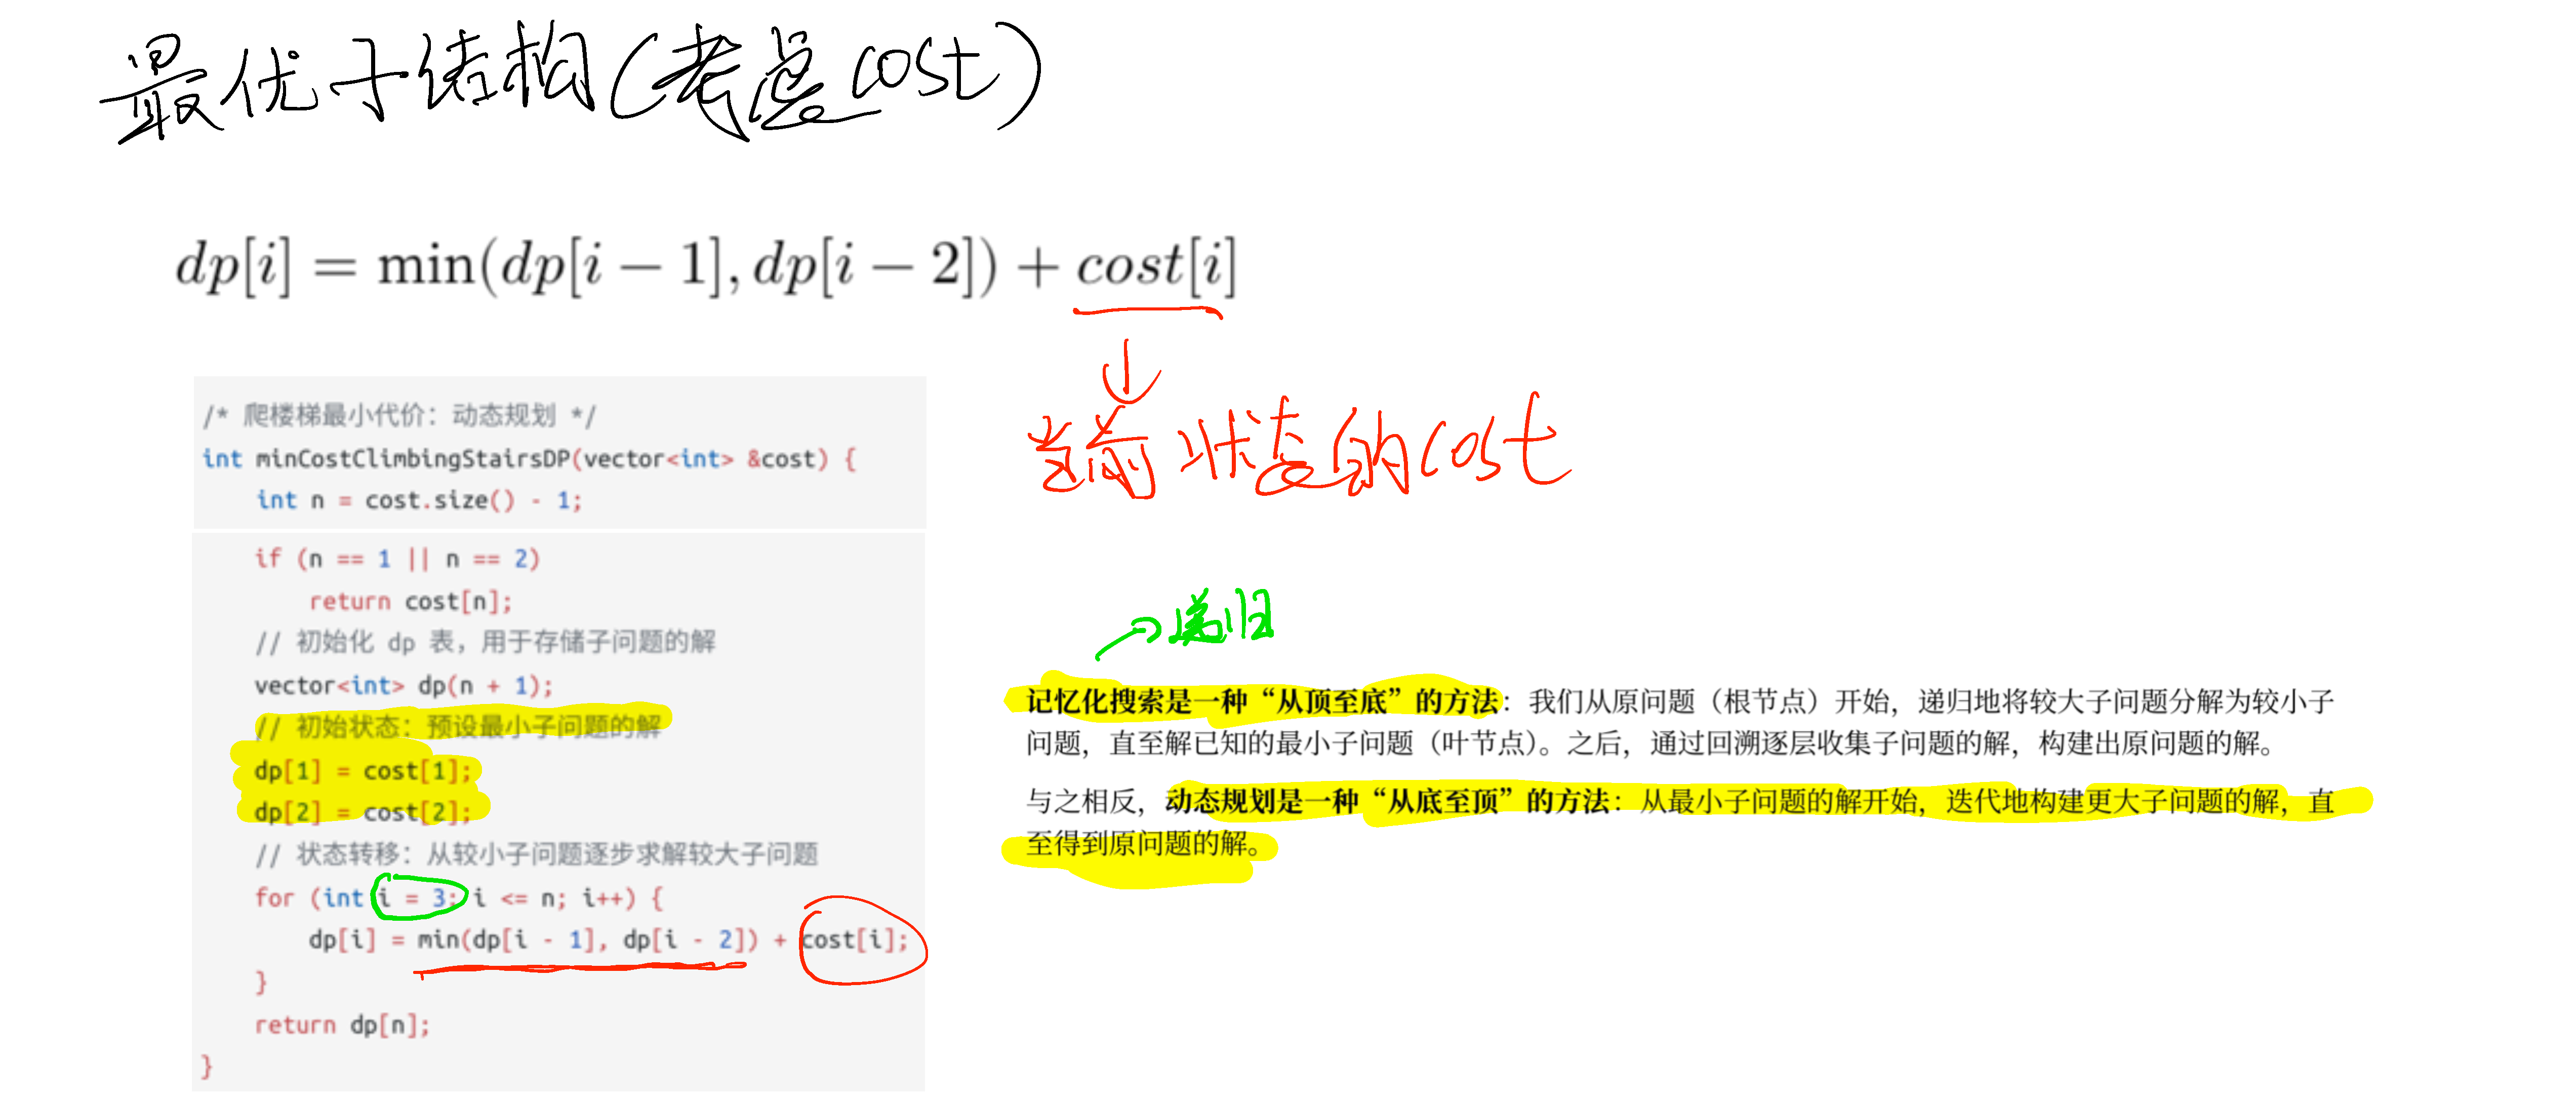 最优子结构(考虑cost)
dp[i] = min(dp[i − 1], dp[i − 2]) + cost[i]
当前状态的cost
/* 爬楼梯最小代价：动态规划 */
int minCostClimbingStairsDP(vector<int> &cost) {
    int n = cost.size() - 1;
    if (n == 1 || n == 2)
        return cost[n];
    // 初始化 dp 表，用于存储子问题的解
    vector<int> dp(n + 1);
    // 初始状态：预设最小子问题的解
    dp[1] = cost[1];
    dp[2] = cost[2];
    // 状态转移：从较小子问题逐步求解较大子问题
    for (int i = 3; i <= n; i++) {
        dp[i] = min(dp[i - 1], dp[i - 2]) + cost[i];
    }
    return dp[n];
}
递归
记忆化搜索是一种“从顶至底”的方法：我们从原问题（根节点）开始，递归地将较大子问题分解为较小子
问题，直至解已知的最小子问题（叶节点）。之后，通过回溯逐层收集子问题的解，构建出原问题的解。
与之相反，动态规划是一种“从底至顶”的方法：从最小子问题的解开始，迭代地构建更大子问题的解，直
至得到原问题的解。